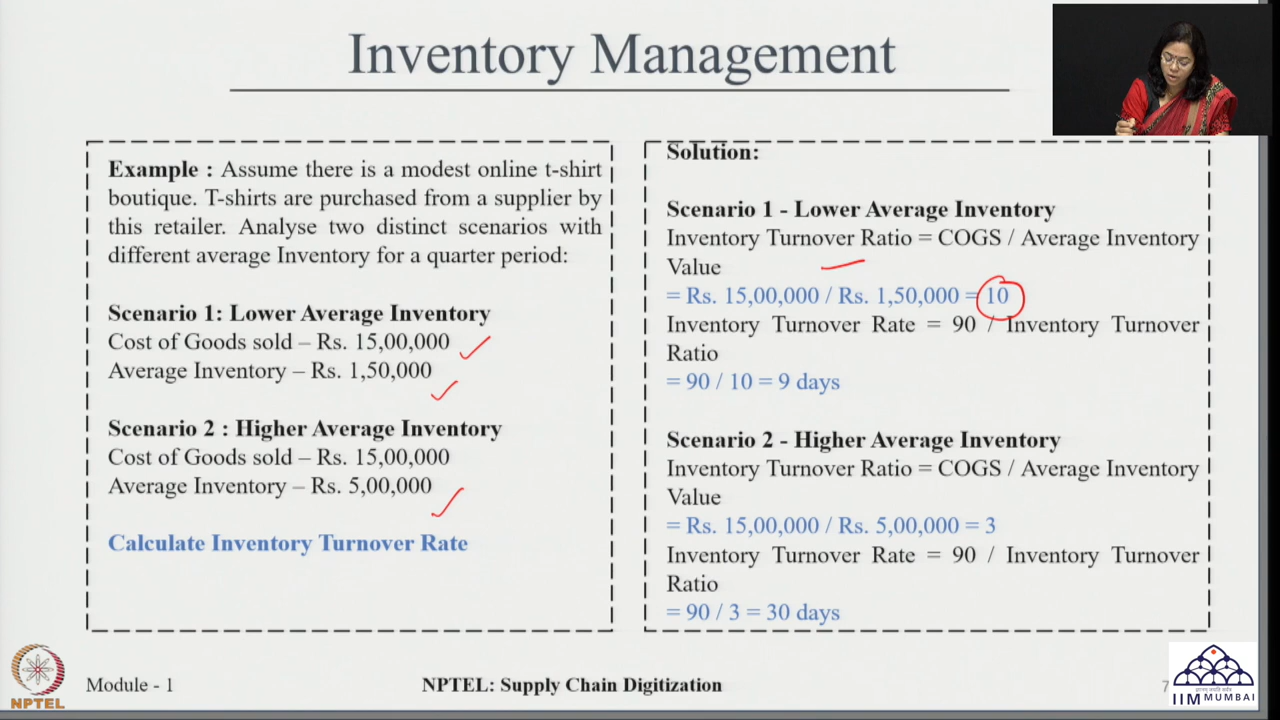 Inventory Management
Example : Assume there is a modest online t-shirt
boutique. T-shirts are purchased from a supplier by
this retailer. Analyse two distinct scenarios with
different average Inventory for a quarter period:
Scenario 1: Lower Average Inventory
Cost of Goods sold – Rs. 15,00,000
Average Inventory – Rs. 1,50,000
Scenario 2 : Higher Average Inventory
Cost of Goods sold – Rs. 15,00,000
Average Inventory – Rs. 5,00,000
Calculate Inventory Turnover Rate
Solution:
Scenario 1 - Lower Average Inventory
Inventory Turnover Ratio = COGS / Average Inventory
Value
= Rs. 15,00,000 / Rs. 1,50,000 = 10
Inventory Turnover Rate = 90 / Inventory Turnover
Ratio
= 90 / 10 = 9 days
Scenario 2 - Higher Average Inventory
Inventory Turnover Ratio = COGS / Average Inventory
Value
= Rs. 15,00,000 / Rs. 5,00,000 = 3
Inventory Turnover Rate = 90 / Inventory Turnover
Ratio
= 90 / 3 = 30 days
NPTEL
Module - 1
NPTEL: Supply Chain Digitization
7
IIM MUMBAI